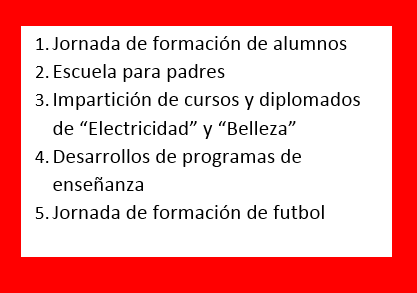 1. Jornada de formación de alumnos
2. Escuela para padres
3. Impartición de cursos y diplomados
de “Electricidad” y “Belleza”
4. Desarrollos de programas de
enseñanza
5. Jornada de formación de futbol